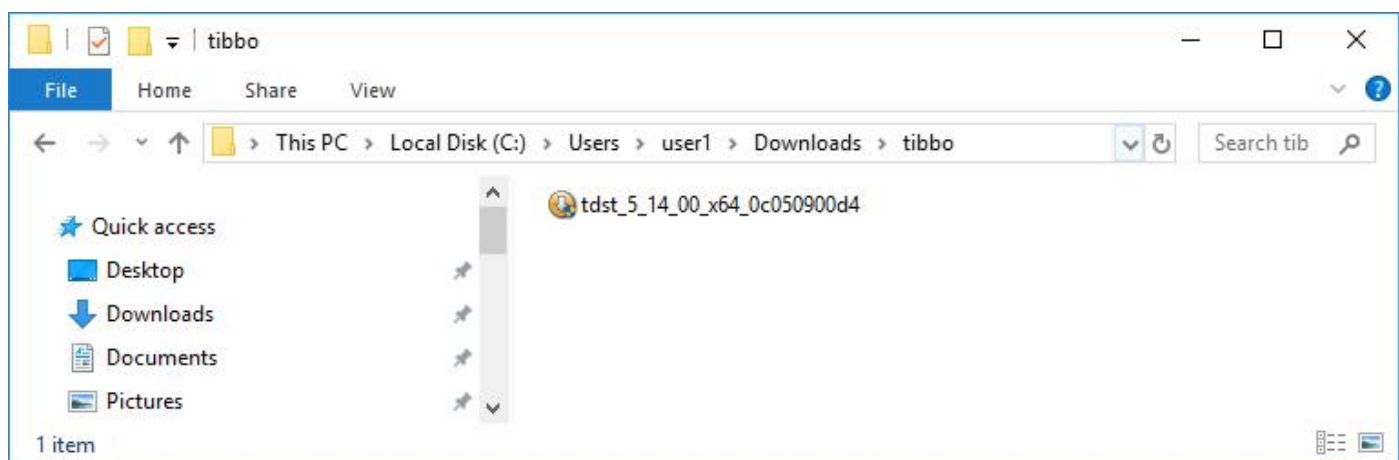 tibbo
File Home Share View
This PC > Local Disk (C:) > Users > user1 > Downloads > tibbo Search tib
tdst_5_14_00_x64_0c050900d4
Quick access
Desktop
Downloads
Documents
Pictures
1 item